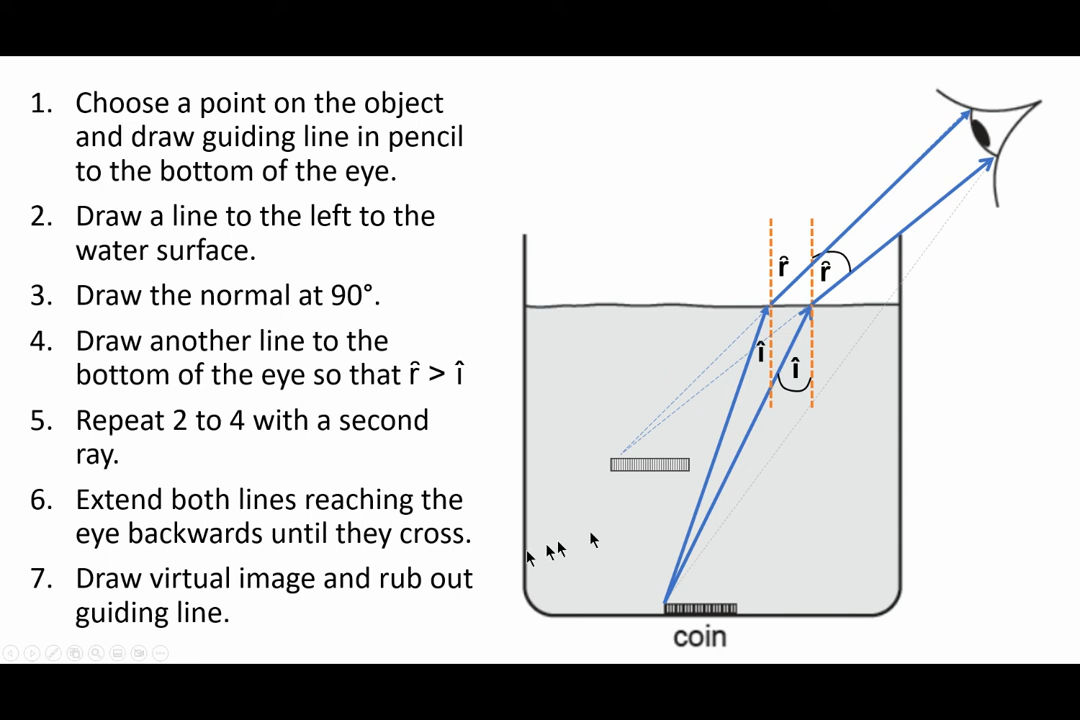 1. Choose a point on the object
and draw guiding line in pencil
to the bottom of the eye.
2. Draw a line to the left to the
water surface.
3. Draw the normal at 90°.
4. Draw another line to the
bottom of the eye so that r̂ > î
5. Repeat 2 to 4 with a second
ray.
6. Extend both lines reaching the
eye backwards until they cross.
7. Draw virtual image and rub out
guiding line.
r̂ r̂
î î
coin